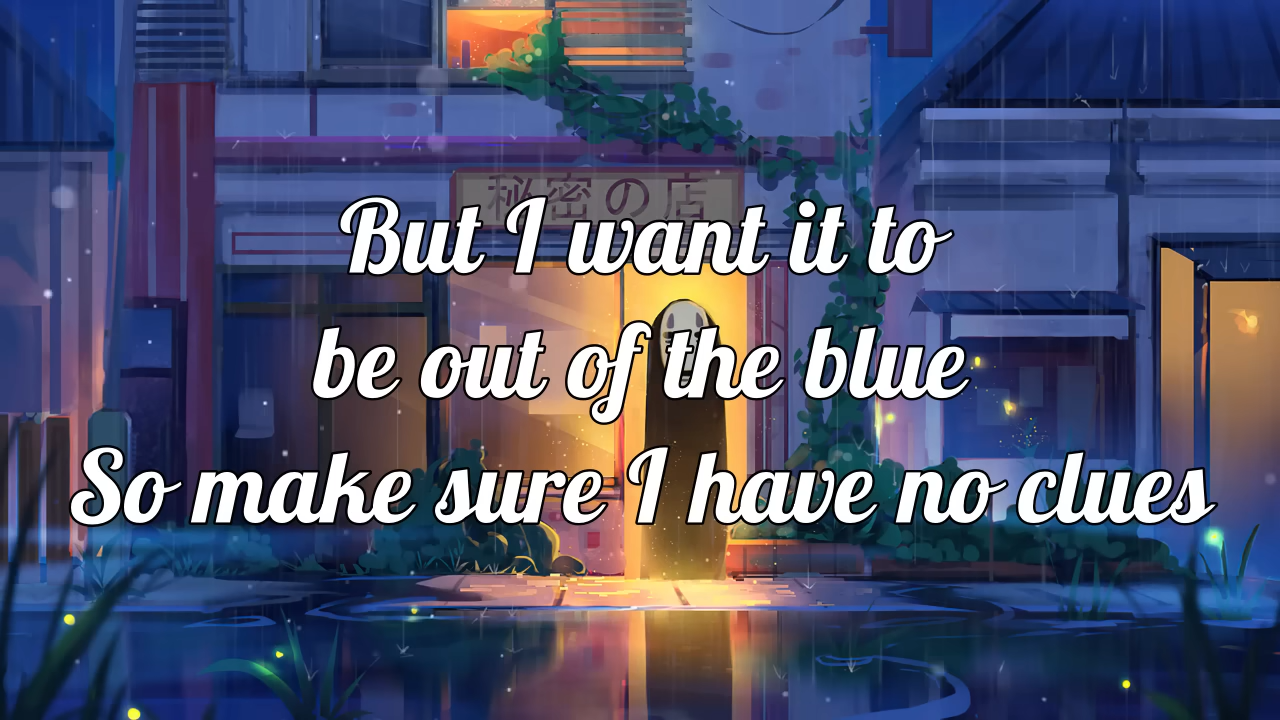 秘密の店
But I want it to
be out of the blue
So make sure I have no clues